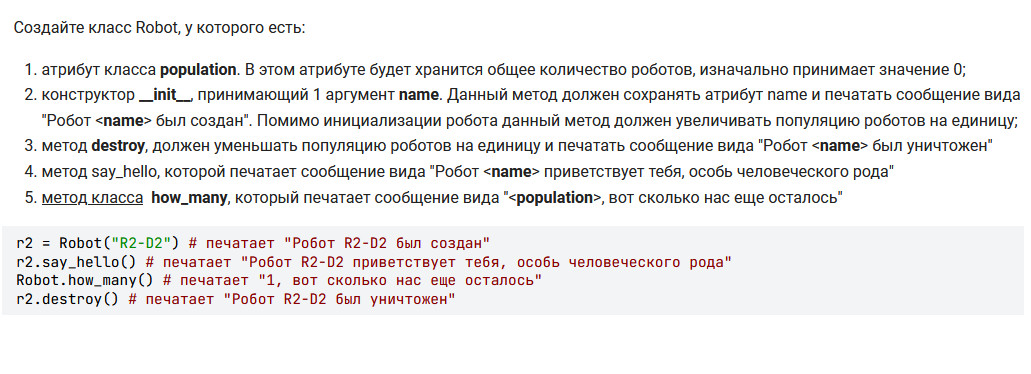 Создайте класс Robot, у которого есть:
1. атрибут класса population. В этом атрибуте будет хранится общее количество роботов, изначально принимает значение 0;
2. конструктор __init__, принимающий 1 аргумент name. Данный метод должен сохранять атрибут name и печатать сообщение вида
"Робот <name> был создан". Помимо инициализации робота данный метод должен увеличивать популяцию роботов на единицу;
3. метод destroy, должен уменьшать популяцию роботов на единицу и печатать сообщение вида "Робот <name> был уничтожен"
4. метод say_hello, которой печатает сообщение вида "Робот <name> приветствует тебя, особь человеческого рода"
5. метод класса how_many, который печатает сообщение вида "<population>, вот сколько нас еще осталось"
r2 = Robot("R2-D2") # печатает "Робот R2-D2 был создан"
r2.say_hello() # печатает "Робот R2-D2 приветствует тебя, особь человеческого рода"
Robot.how_many() # печатает "1, вот сколько нас еще осталось"
r2.destroy() # печатает "Робот R2-D2 был уничтожен"